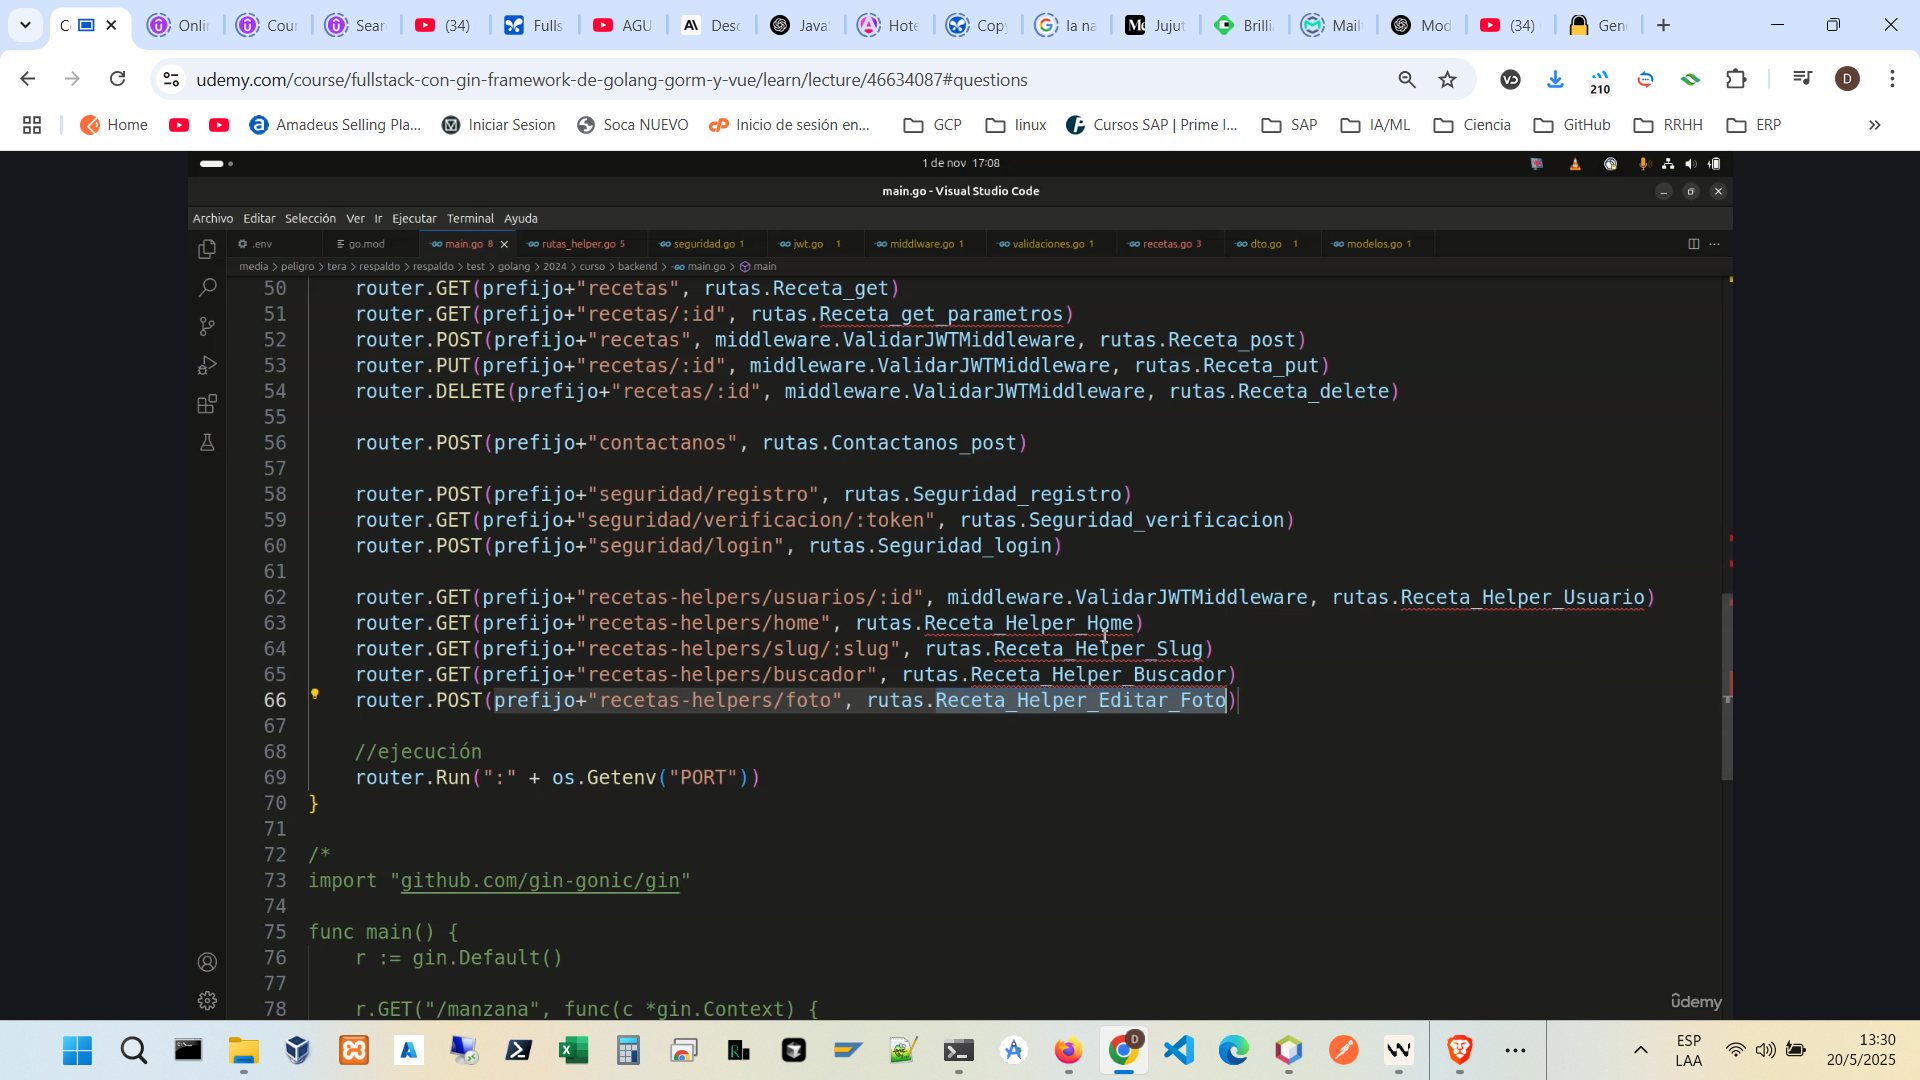 C
Onlin
Cour
Sear
(34)
Fulls
AGU
Desc
Java
Hote
Copy
la na
Jujut
Brillia
Mail
Mod
(34)
Gen
udemy.com/course/fullstack-con-gin-framework-de-golang-gorm-y-vue/learn/lecture/46634087#questions
210
D
Home
Amadeus Selling Pla...
Iniciar Sesion
Soca NUEVO
Inicio de sesión en...
GCP
linux
Cursos SAP | Prime I...
SAP
IA/ML
Ciencia
GitHub
RRHH
ERP
1 de nov 17:08
main.go - Visual Studio Code
Archivo Editar Selección Ver Ir Ejecutar Terminal Ayuda
.env
go.mod
main.go 8
rutas_helper.go 5
seguridad.go 1
jwt.go 1
middlware.go 1
validaciones.go 1
recetas.go 3
dto.go 1
modelos.go 1
media > peligro > tera > respaldo > respaldo > test > golang > 2024 > curso > backend > main.go > main
50 router.GET(prefijo+"recetas", rutas.Receta_get)
51 router.GET(prefijo+"recetas/:id", rutas.Receta_get_parametros)
52 router.POST(prefijo+"recetas", middleware.ValidarJWTMiddleware, rutas.Receta_post)
53 router.PUT(prefijo+"recetas/:id", middleware.ValidarJWTMiddleware, rutas.Receta_put)
54 router.DELETE(prefijo+"recetas/:id", middleware.ValidarJWTMiddleware, rutas.Receta_delete)
55
56 router.POST(prefijo+"contactanos", rutas.Contactanos_post)
57
58 router.POST(prefijo+"seguridad/registro", rutas.Seguridad_registro)
59 router.GET(prefijo+"seguridad/verificacion/:token", rutas.Seguridad_verificacion)
60 router.POST(prefijo+"seguridad/login", rutas.Seguridad_login)
61
62 router.GET(prefijo+"recetas-helpers/usuarios/:id", middleware.ValidarJWTMiddleware, rutas.Receta_Helper_Usuario)
63 router.GET(prefijo+"recetas-helpers/home", rutas.Receta_Helper_Home)
64 router.GET(prefijo+"recetas-helpers/slug/:slug", rutas.Receta_Helper_Slug)
65 router.GET(prefijo+"recetas-helpers/buscador", rutas.Receta_Helper_Buscador)
66 router.POST(prefijo+"recetas-helpers/foto", rutas.Receta_Helper_Editar_Foto)
67
68 //ejecución
69 router.Run(":" + os.Getenv("PORT"))
70 }
71
72 /*
73 import "github.com/gin-gonic/gin"
74
75 func main() {
76 r := gin.Default()
77
78 r.GET("/manzana", func(c *gin.Context) {
ûdemy
ESP
LAA
13:30
20/5/2025